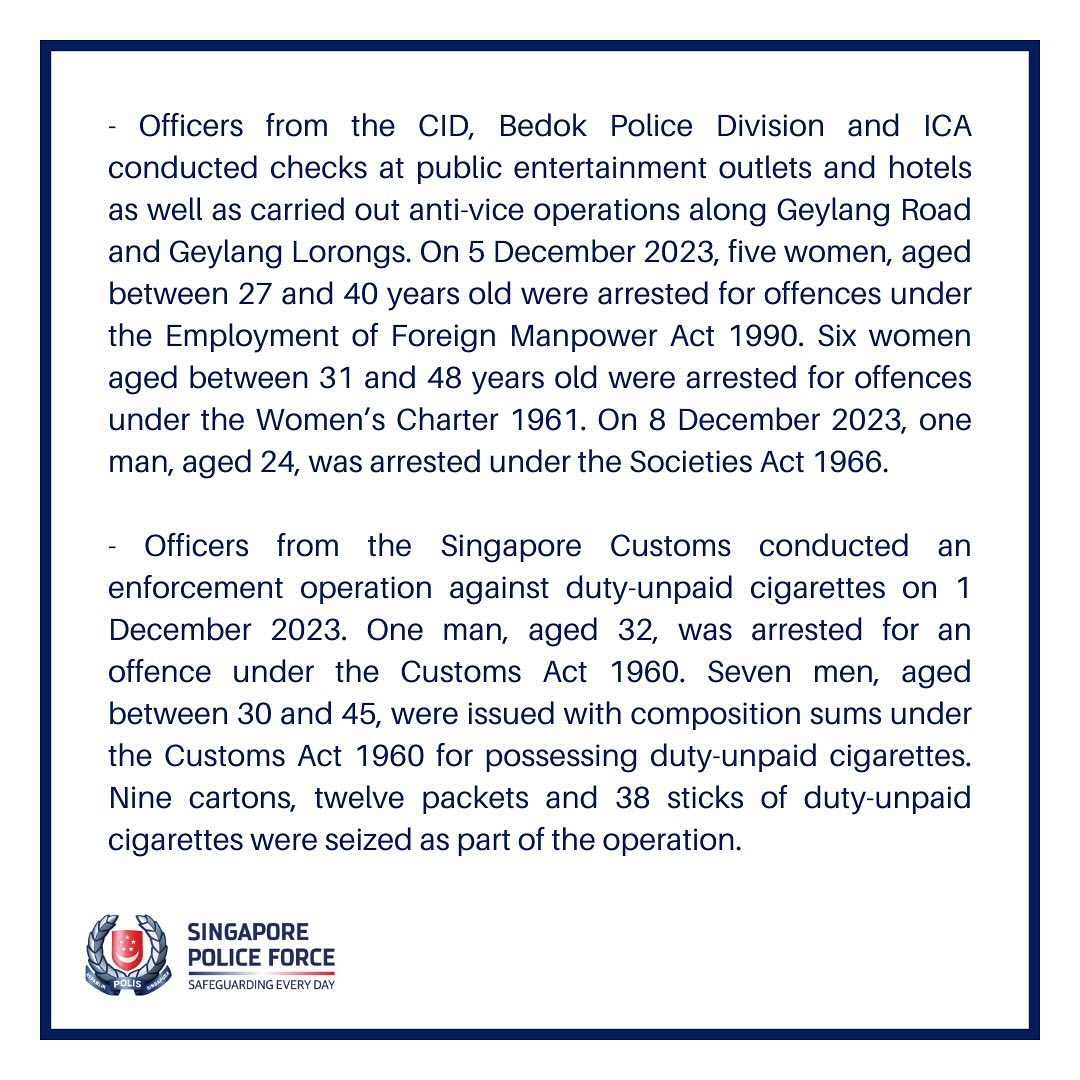 - Officers from the CID, Bedok Police Division and ICA
conducted checks at public entertainment outlets and hotels
as well as carried out anti-vice operations along Geylang Road
and Geylang Lorongs. On 5 December 2023, five women, aged
between 27 and 40 years old were arrested for offences under
the Employment of Foreign Manpower Act 1990. Six women
aged between 31 and 48 years old were arrested for offences
under the Women’s Charter 1961. On 8 December 2023, one
man, aged 24, was arrested under the Societies Act 1966.
- Officers from the Singapore Customs conducted an
enforcement operation against duty-unpaid cigarettes on 1
December 2023. One man, aged 32, was arrested for an
offence under the Customs Act 1960. Seven men, aged
between 30 and 45, were issued with composition sums under
the Customs Act 1960 for possessing duty-unpaid cigarettes.
Nine cartons, twelve packets and 38 sticks of duty-unpaid
cigarettes were seized as part of the operation.
REPUBLIK POLIS SINGAPURA
SINGAPORE
POLICE FORCE
SAFEGUARDING EVERY DAY